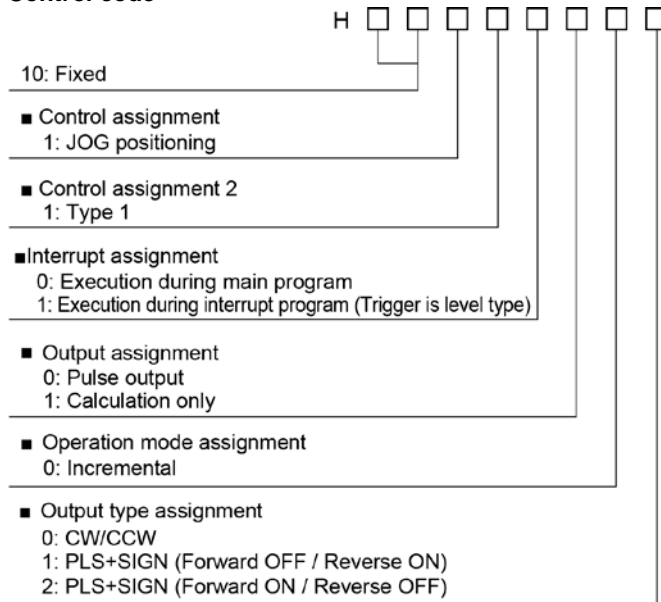 Control code
H □ □ □ □ □ □ □ □
10: Fixed
■ Control assignment
1: JOG positioning
■ Control assignment 2
1: Type 1
■Interrupt assignment
0: Execution during main program
1: Execution during interrupt program (Trigger is level type)
■ Output assignment
0: Pulse output
1: Calculation only
■ Operation mode assignment
0: Incremental
■ Output type assignment
0: CW/CCW
1: PLS+SIGN (Forward OFF / Reverse ON)
2: PLS+SIGN (Forward ON / Reverse OFF)